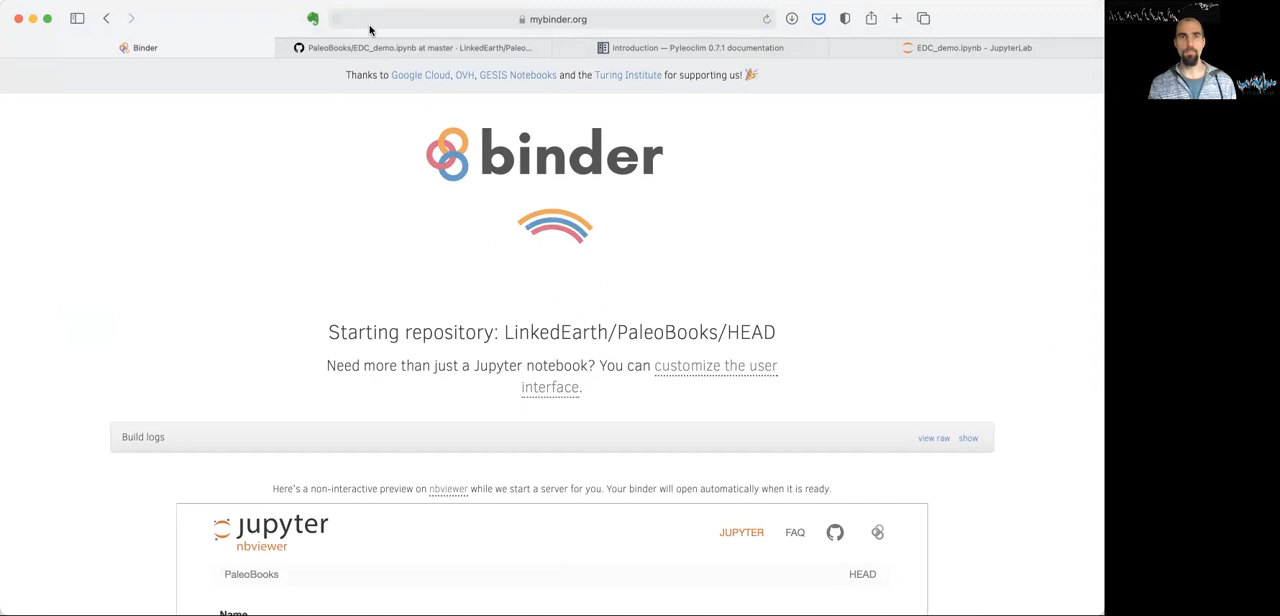 mybinder.org
Binder
PaleoBooks/EDC_demo.ipynb at master · LinkedEarth/Paleo...
Introduction — Pyleoclim 0.7.1 documentation
EDC_demo.ipynb - JupyterLab
Thanks to Google Cloud, OVH, GESIS Notebooks and the Turing Institute for supporting us! 🎉
binder
Starting repository: LinkedEarth/PaleoBooks/HEAD
Need more than just a Jupyter notebook? You can customize the user
interface.
Build logs
view raw
show
Here's a non-interactive preview on nbviewer while we start a server for you. Your binder will open automatically when it is ready.
jupyter
nbviewer
JUPYTER
FAQ
PaleoBooks
HEAD
Name